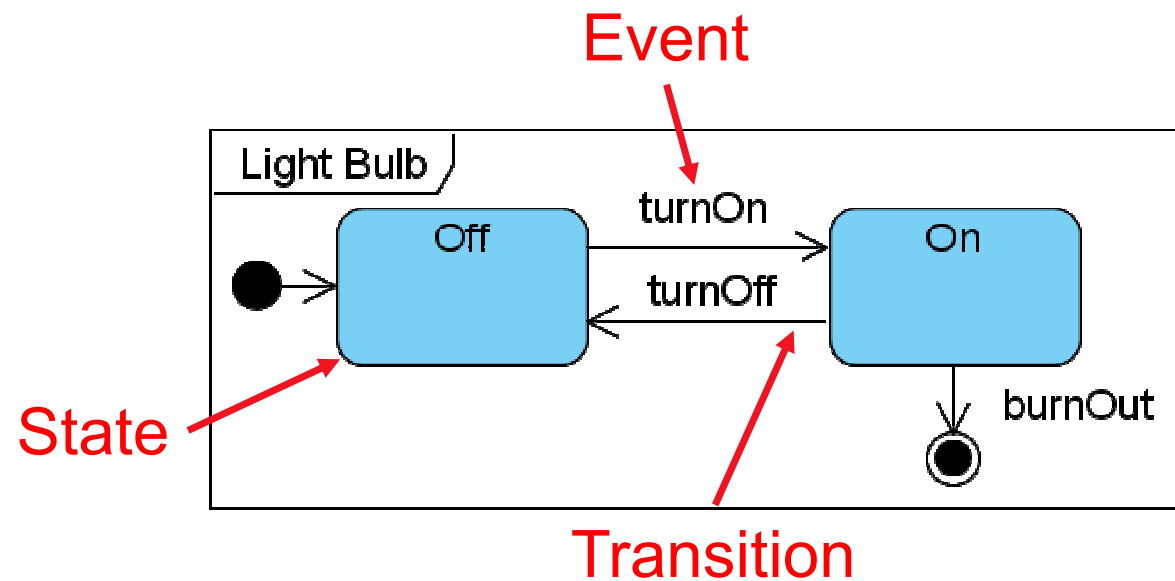 Event
Light Bulb
turnOn
Off
On
turnOff
burnOut
State
Transition